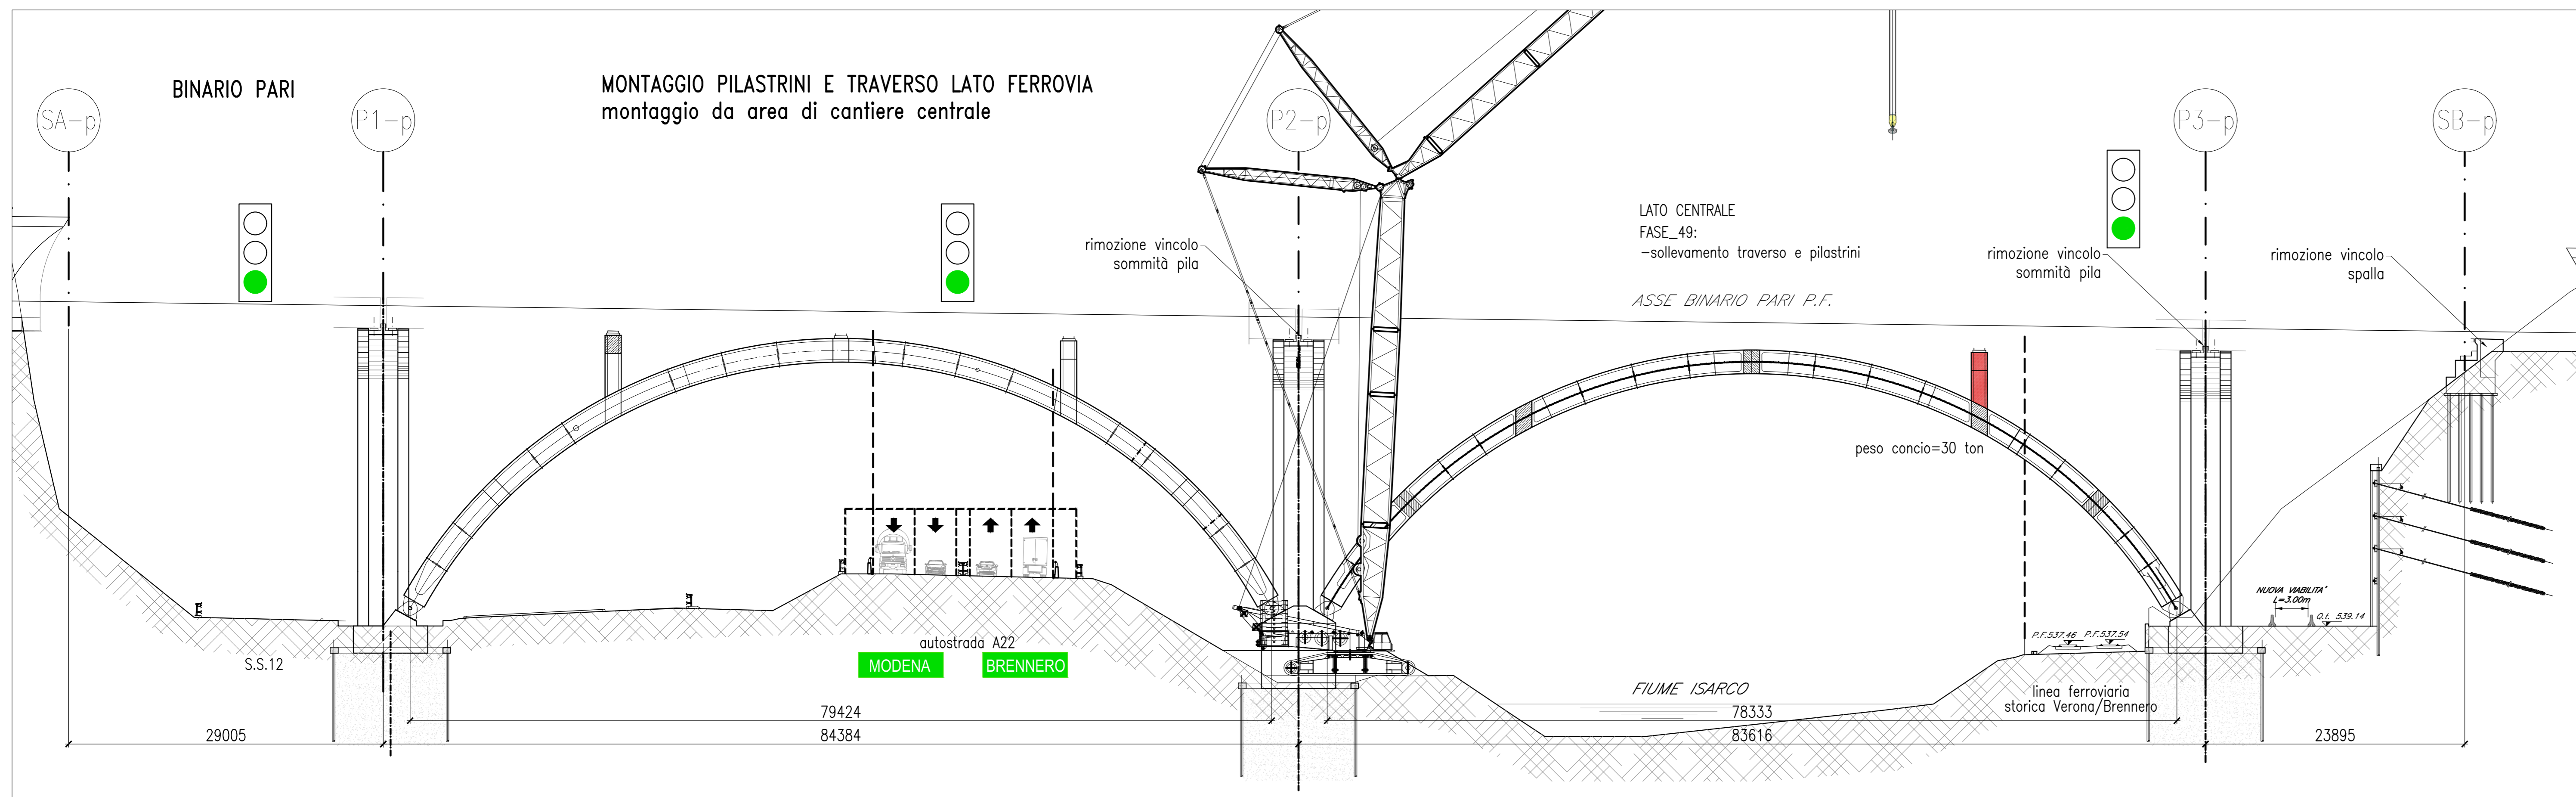 BINARIO PARI
MONTAGGIO PILASTRINI E TRAVERSO LATO FERROVIA
montaggio da area di cantiere centrale
SA-p
P1-p
P2-p
P3-p
SB-p
LATO CENTRALE
FASE_49:
-sollevamento traverso e pilastrini
rimozione vincolo
sommità pila
rimozione vincolo
sommità pila
rimozione vincolo
spalla
ASSE BINARIO PARI P.F.
peso concio=30 ton
NUOVA VIABILITA'
L=3.00m
Q.t. 539.14
P.F.537.46
P.F.537.54
autostrada A22
MODENA
BRENNERO
S.S.12
FIUME ISARCO
linea ferroviaria
storica Verona/Brennero
79424
78333
29005
84384
83616
23895